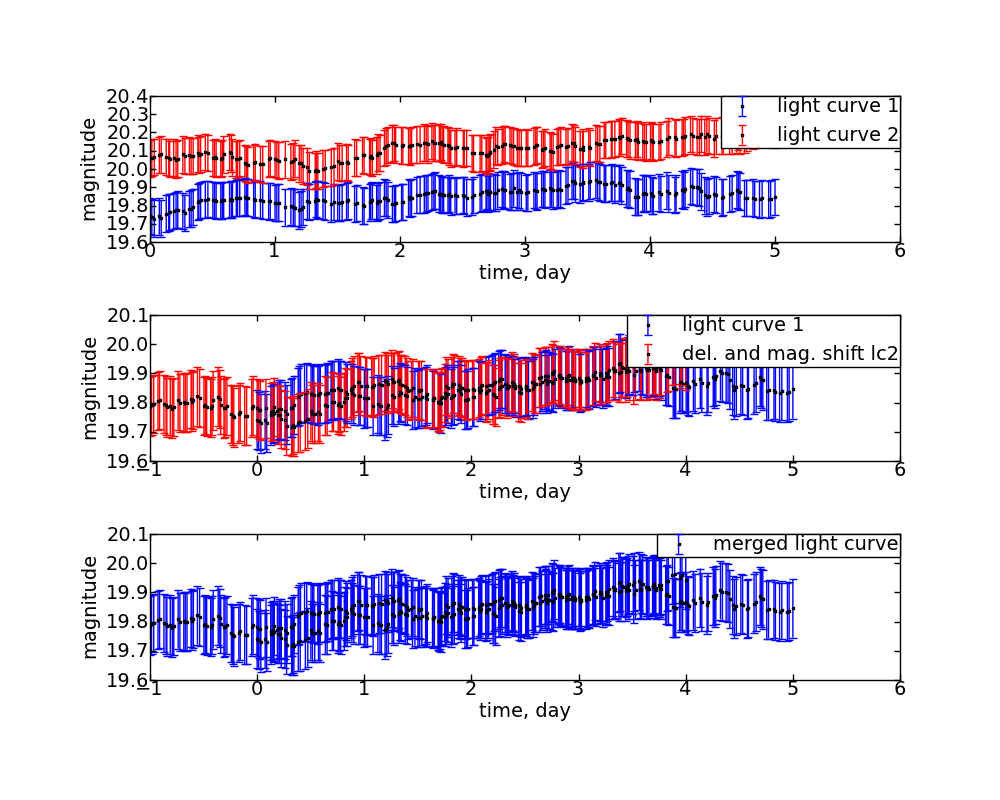 20.4
20.3
20.2
20.1
20.0
19.9
19.8
19.7
19.6
magnitude
light curve 1
light curve 2
0 1 2 3 4 5 6
time, day
20.1
20.0
19.9
19.8
19.7
19.6
magnitude
light curve 1
del. and mag. shift lc2
−1 0 1 2 3 4 5 6
time, day
20.1
20.0
19.9
19.8
19.7
19.6
magnitude
merged light curve
−1 0 1 2 3 4 5 6
time, day